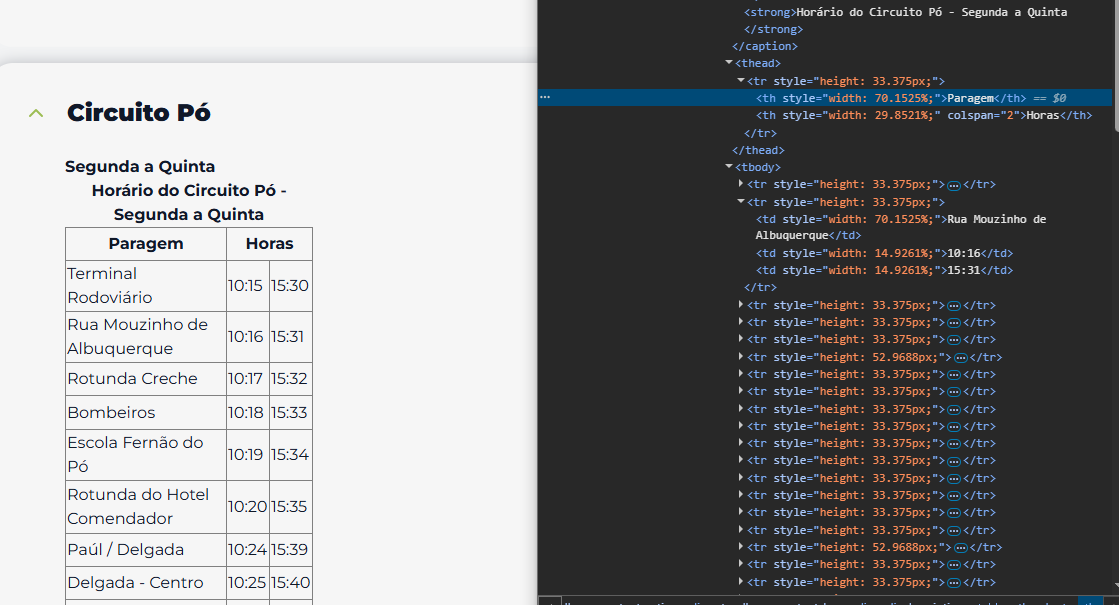 Circuito Pó
Segunda a Quinta
Horário do Circuito Pó -
Segunda a Quinta
Paragem Horas
Terminal
Rodoviário 10:15 15:30
Rua Mouzinho de
Albuquerque 10:16 15:31
Rotunda Creche 10:17 15:32
Bombeiros 10:18 15:33
Escola Fernão do
Pó 10:19 15:34
Rotunda do Hotel
Comendador 10:20 15:35
Paúl / Delgada 10:24 15:39
Delgada - Centro 10:25 15:40
<strong>Horário do Circuito Pó - Segunda a Quinta
</strong>
</caption>
<thead>
<tr style="height: 33.375px;">
<th style="width: 70.1525%;">Paragem</th> == $0
<th style="width: 29.8521%;" colspan="2">Horas</th>
</tr>
</thead>
<tbody>
<tr style="height: 33.375px;">…</tr>
<tr style="height: 33.375px;">
<td style="width: 70.1525%;">Rua Mouzinho de
Albuquerque</td>
<td style="width: 14.9261%;">10:16</td>
<td style="width: 14.9261%;">15:31</td>
</tr>
<tr style="height: 33.375px;">…</tr>
<tr style="height: 33.375px;">…</tr>
<tr style="height: 33.375px;">…</tr>
<tr style="height: 52.9688px;">…</tr>
<tr style="height: 33.375px;">…</tr>
<tr style="height: 33.375px;">…</tr>
<tr style="height: 33.375px;">…</tr>
<tr style="height: 33.375px;">…</tr>
<tr style="height: 33.375px;">…</tr>
<tr style="height: 33.375px;">…</tr>
<tr style="height: 33.375px;">…</tr>
<tr style="height: 33.375px;">…</tr>
<tr style="height: 33.375px;">…</tr>
<tr style="height: 33.375px;">…</tr>
<tr style="height: 52.9688px;">…</tr>
<tr style="height: 33.375px;">…</tr>
<tr style="height: 33.375px;">…</tr>